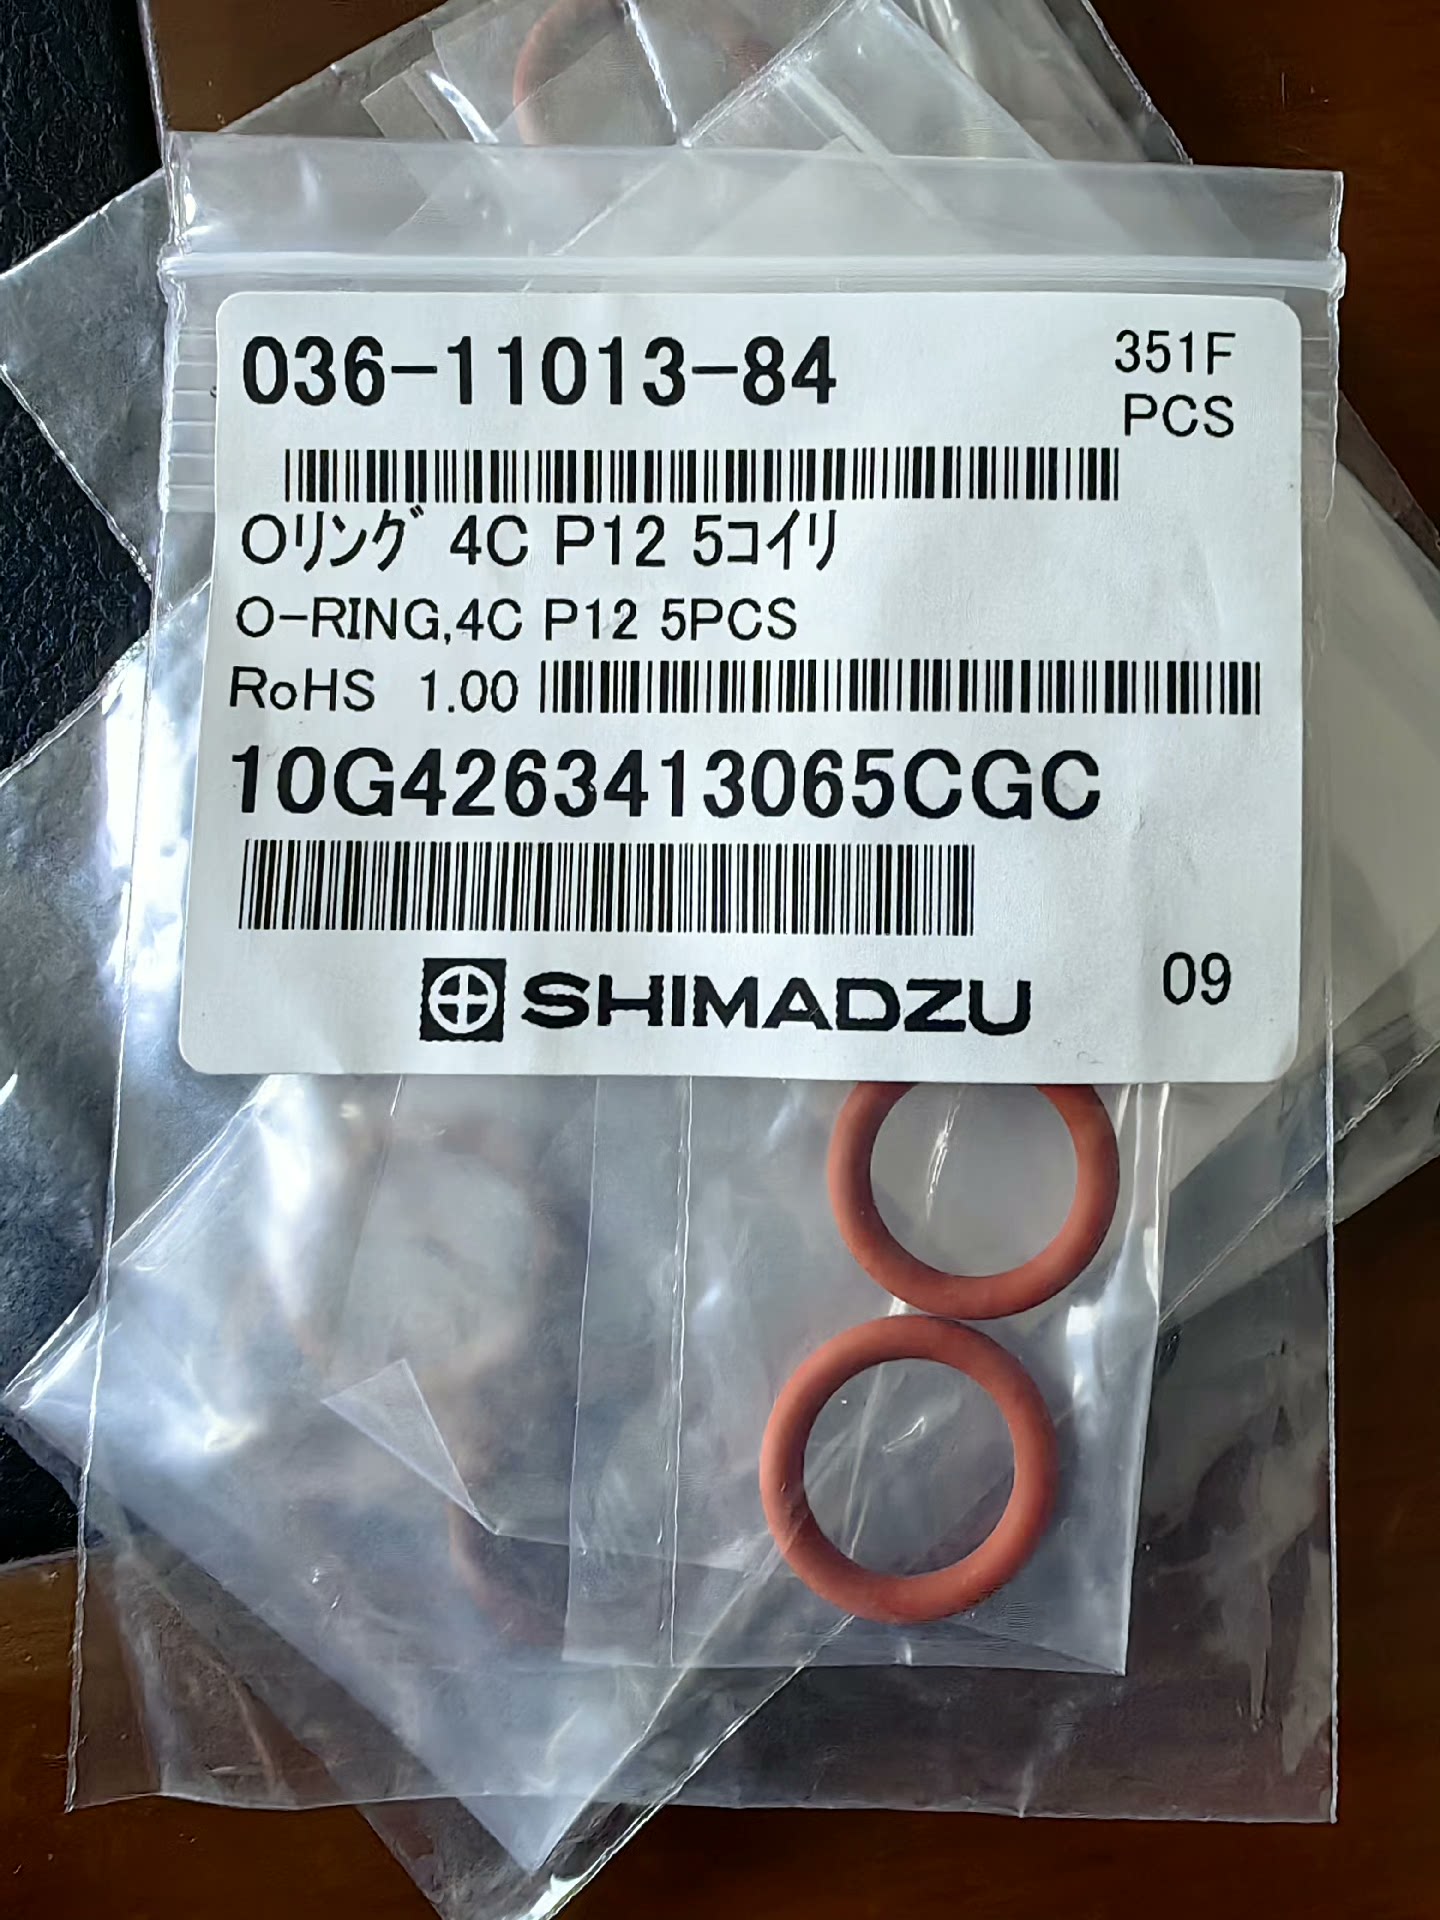 036-11013-84
351F
PCS
Oリング 4C P12 5コイリ
O-RING,4C P12 5PCS
RoHS 1.00
10G4263413065CGC
SHIMADZU
09